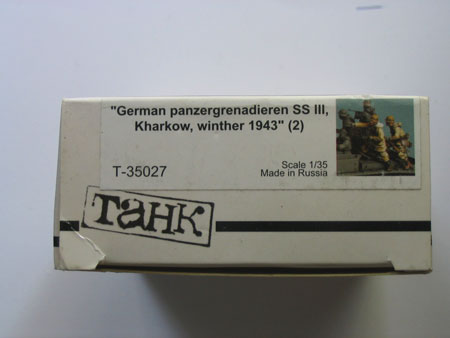 "German panzergrenadieren SS III,
Kharkow, winther 1943" (2)
T-35027
Scale 1/35
Made in Russia
танк